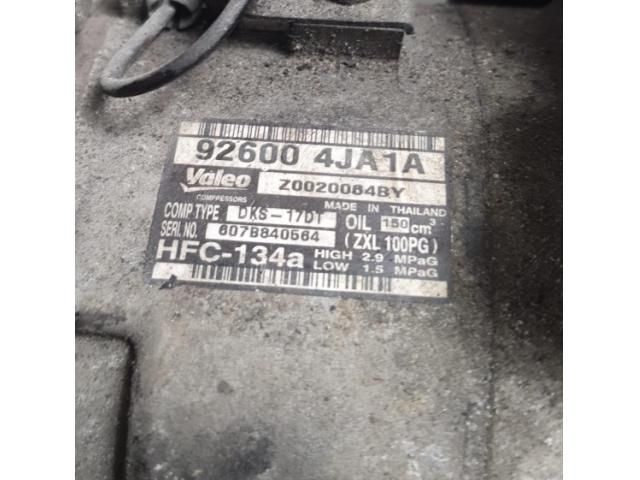 92600 4JA1A
Valeo Z0020084BY
COMPRESSORS MADE IN THAILAND
COMP TYPE DKS-17D1 OIL 150 cm³
SERI. NO. 607B840564 (ZXL 100PG)
HFC-134a HIGH 2.9 MPaG
LOW 1.5 MPaG